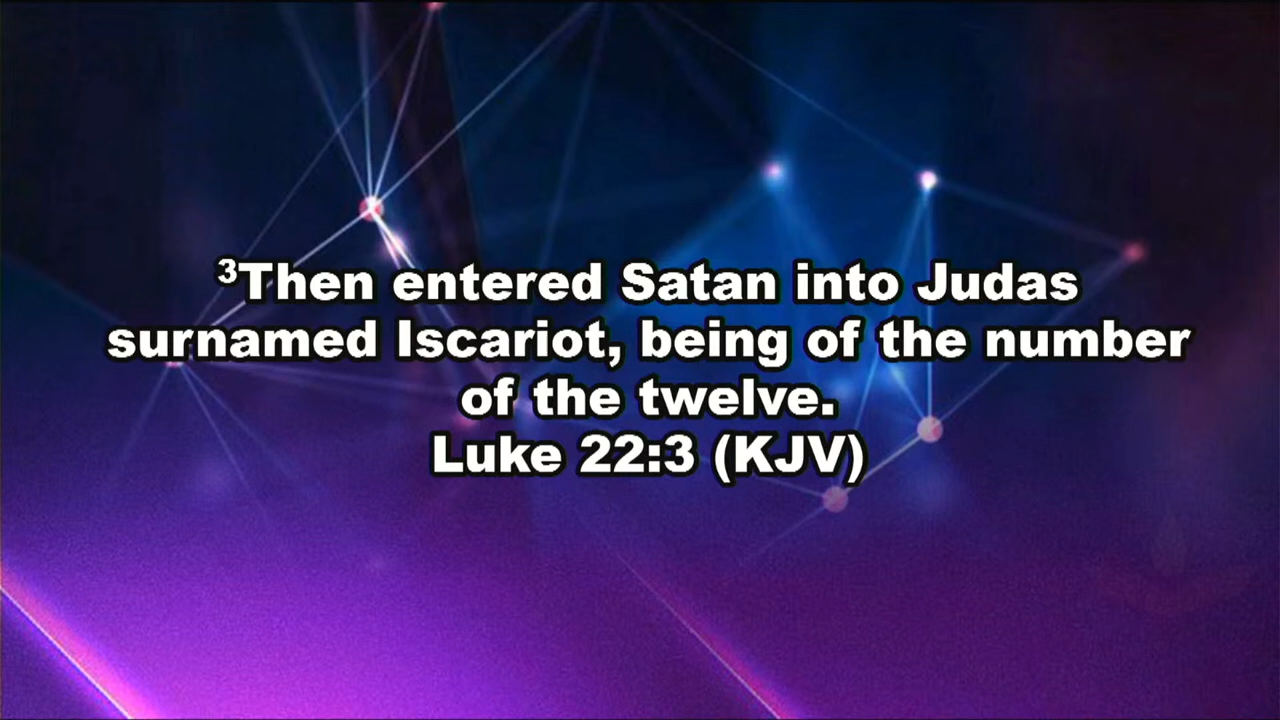 ³Then entered Satan into Judas
surnamed Iscariot, being of the number
of the twelve.
Luke 22:3 (KJV)